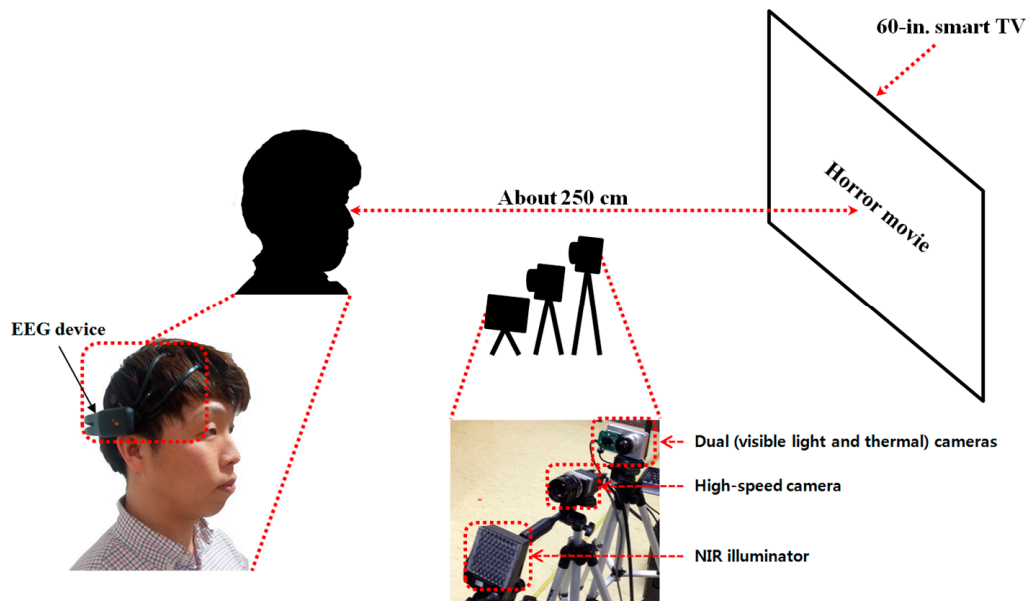 60-in. smart TV
Horror movie
About 250 cm
EEG device
Dual (visible light and thermal) cameras
High-speed camera
NIR illuminator